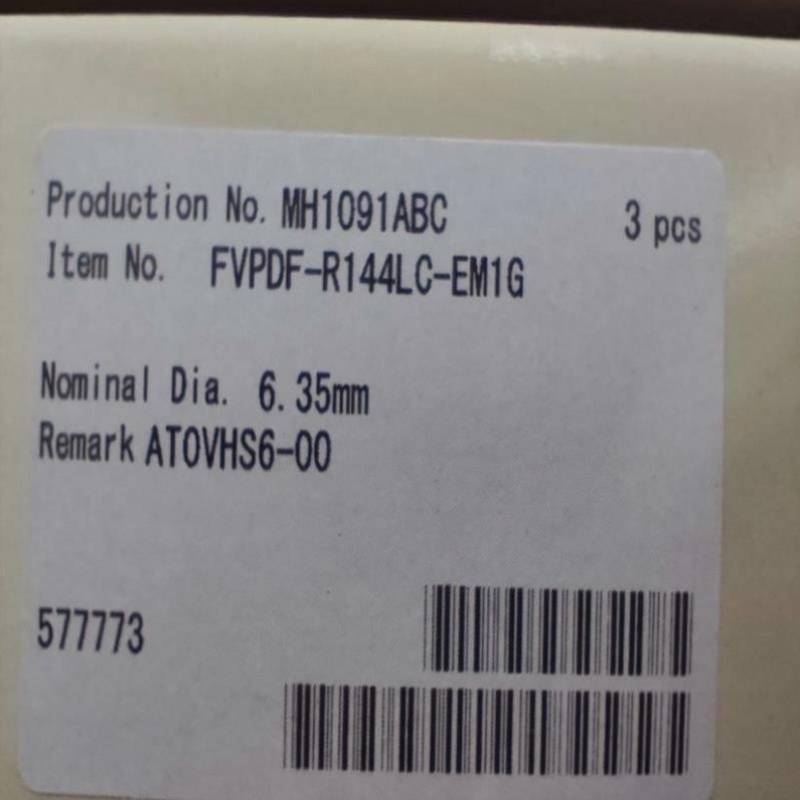 Production No. MH1091ABC 3 pcs
Item No. FVPDF-R144LC-EM1G
Nominal Dia. 6.35mm
Remark ATOVHS6-00
577773